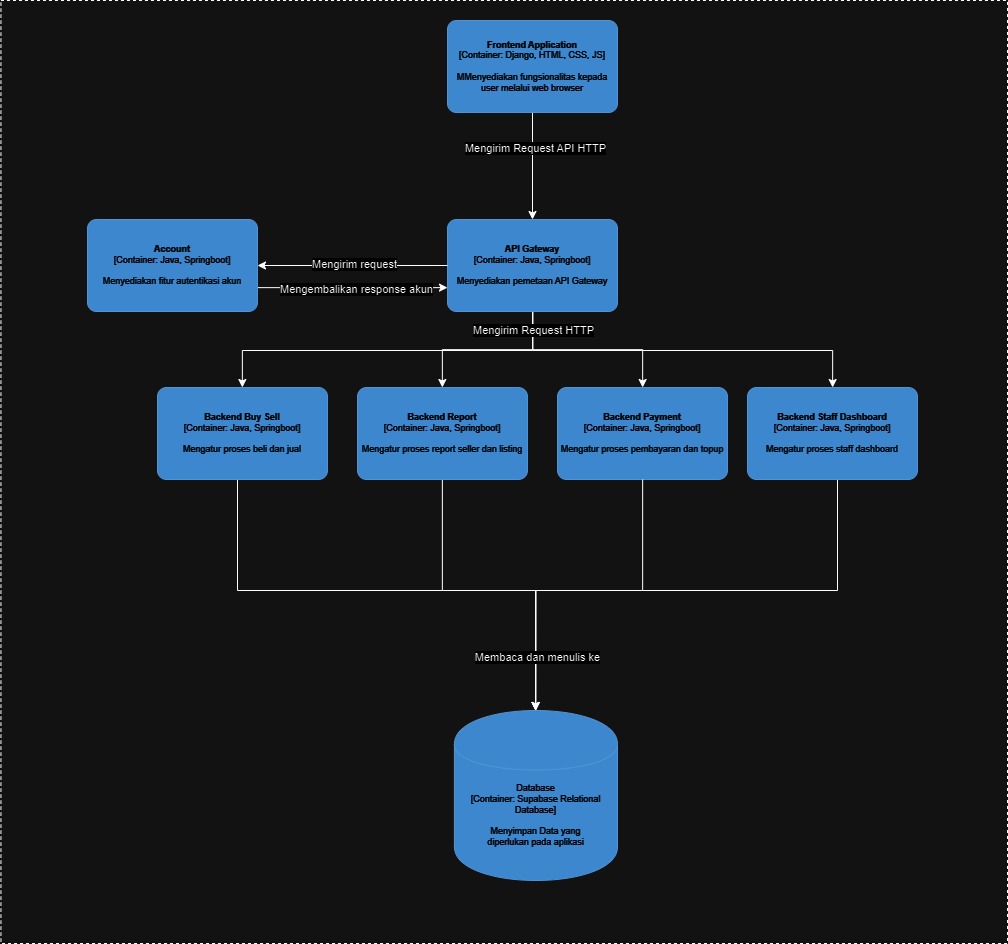 Frontend Application
[Container: Django, HTML, CSS, JS]
MMenyediakan fungsionalitas kepada
user melalui web browser
Mengirim Request API HTTP
Account
[Container: Java, Springboot]
Menyediakan fitur autentikasi akun
Mengirim request
Mengembalikan response akun
API Gateway
[Container: Java, Springboot]
Menyediakan pemetaan API Gateway
Mengirim Request HTTP
Backend Buy Sell
[Container: Java, Springboot]
Mengatur proses beli dan jual
Backend Report
[Container: Java, Springboot]
Mengatur proses report seller dan listing
Backend Payment
[Container: Java, Springboot]
Mengatur proses pembayaran dan topup
Backend Staff Dashboard
[Container: Java, Springboot]
Mengatur proses staff dashboard
Membaca dan menulis ke
Database
[Container: Supabase Relational
Database]
Menyimpan Data yang
diperlukan pada aplikasi